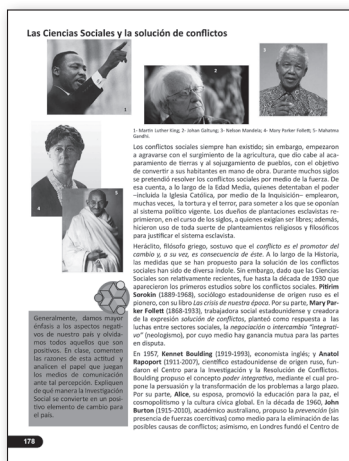 Las Ciencias Sociales y la solución de conflictos
1
2
3
4
5
1- Martin Luther King; 2- Johan Galtung; 3- Nelson Mandela; 4- Mary Parker Follett; 5- Mahatma
Gandhi.
Los conflictos sociales siempre han existido; sin embargo, empezaron
a agravarse con el surgimiento de la agricultura, que dio cabe al aca-
paramiento de tierras y al sojuzgamiento de pueblos, con el objetivo
de convertir a sus habitantes en mano de obra. Durante muchos siglos
se pretendió resolver los conflictos sociales por medio de la fuerza. De
esa cuenta, a lo largo de la Edad Media, quienes detentaban el poder
–incluida la Iglesia Católica, por medio de la Inquisición– emplearon,
muchas veces, la tortura y el terror, para someter a los que se oponían
al sistema político vigente. Los dueños de plantaciones esclavistas re-
primieron, en el curso de los siglos, a quienes exigían ser libres; además,
hicieron uso de toda suerte de planteamientos religiosos y filosóficos
para justificar el sistema esclavista.
Heráclito, filósofo griego, sostuvo que el conflicto es el promotor del
cambio y, a su vez, es consecuencia de éste. A lo largo de la Historia,
las medidas que se han propuesto para la solución de los conflictos
sociales han sido de diversa índole. Sin embargo, dado que las Ciencias
Sociales son relativamente recientes, fue hasta la década de 1930 que
aparecieron los primeros estudios sobre los conflictos sociales. Pitirim
Sorokin (1889-1968), sociólogo estadounidense de origen ruso es el
pionero, con su libro Las crisis de nuestra época. Por su parte, Mary Par-
ker Follett (1868-1933), trabajadora social estadounidense y creadora
de la expresión solución de conflictos, planteó como respuesta a las
luchas entre sectores sociales, la negociación o intercambio "integrati-
vo" (neologismo), por cuyo medio hay ganancia mutua para las partes
en disputa.
En 1957, Kennet Boulding (1919-1993), economista inglés; y Anatol
Rapoport (1911-2007), científico estadounidense de origen ruso, fun-
daron el Centro para la Investigación y la Resolución de Conflictos.
Boulding propuso el concepto poder integrativo, mediante el cual pro-
pone la persuasión y la transformación de los problemas a largo plazo.
Por su parte, Alice, su esposa, promovió la educación para la paz, el
cosmopolitismo y la cultura cívica global. En la década de 1960, John
Burton (1915-2010), académico australiano, propuso la prevención (sin
presencia de fuerzas coercitivas) como medio para la eliminación de las
posibles causas de conflictos; asimismo, en Londres fundó el Centro de
Generalmente, damos mayor
énfasis a los aspectos negati-
vos de nuestro país y olvida-
mos todos aquellos que son
positivos. En clase, comenten
las razones de esta actitud y
analicen el papel que juegan
los medios de comunicación
ante tal percepción. Expliquen
de qué manera la investigación
Social se convierte en un posi-
tivo elemento de cambio para
el país.
178